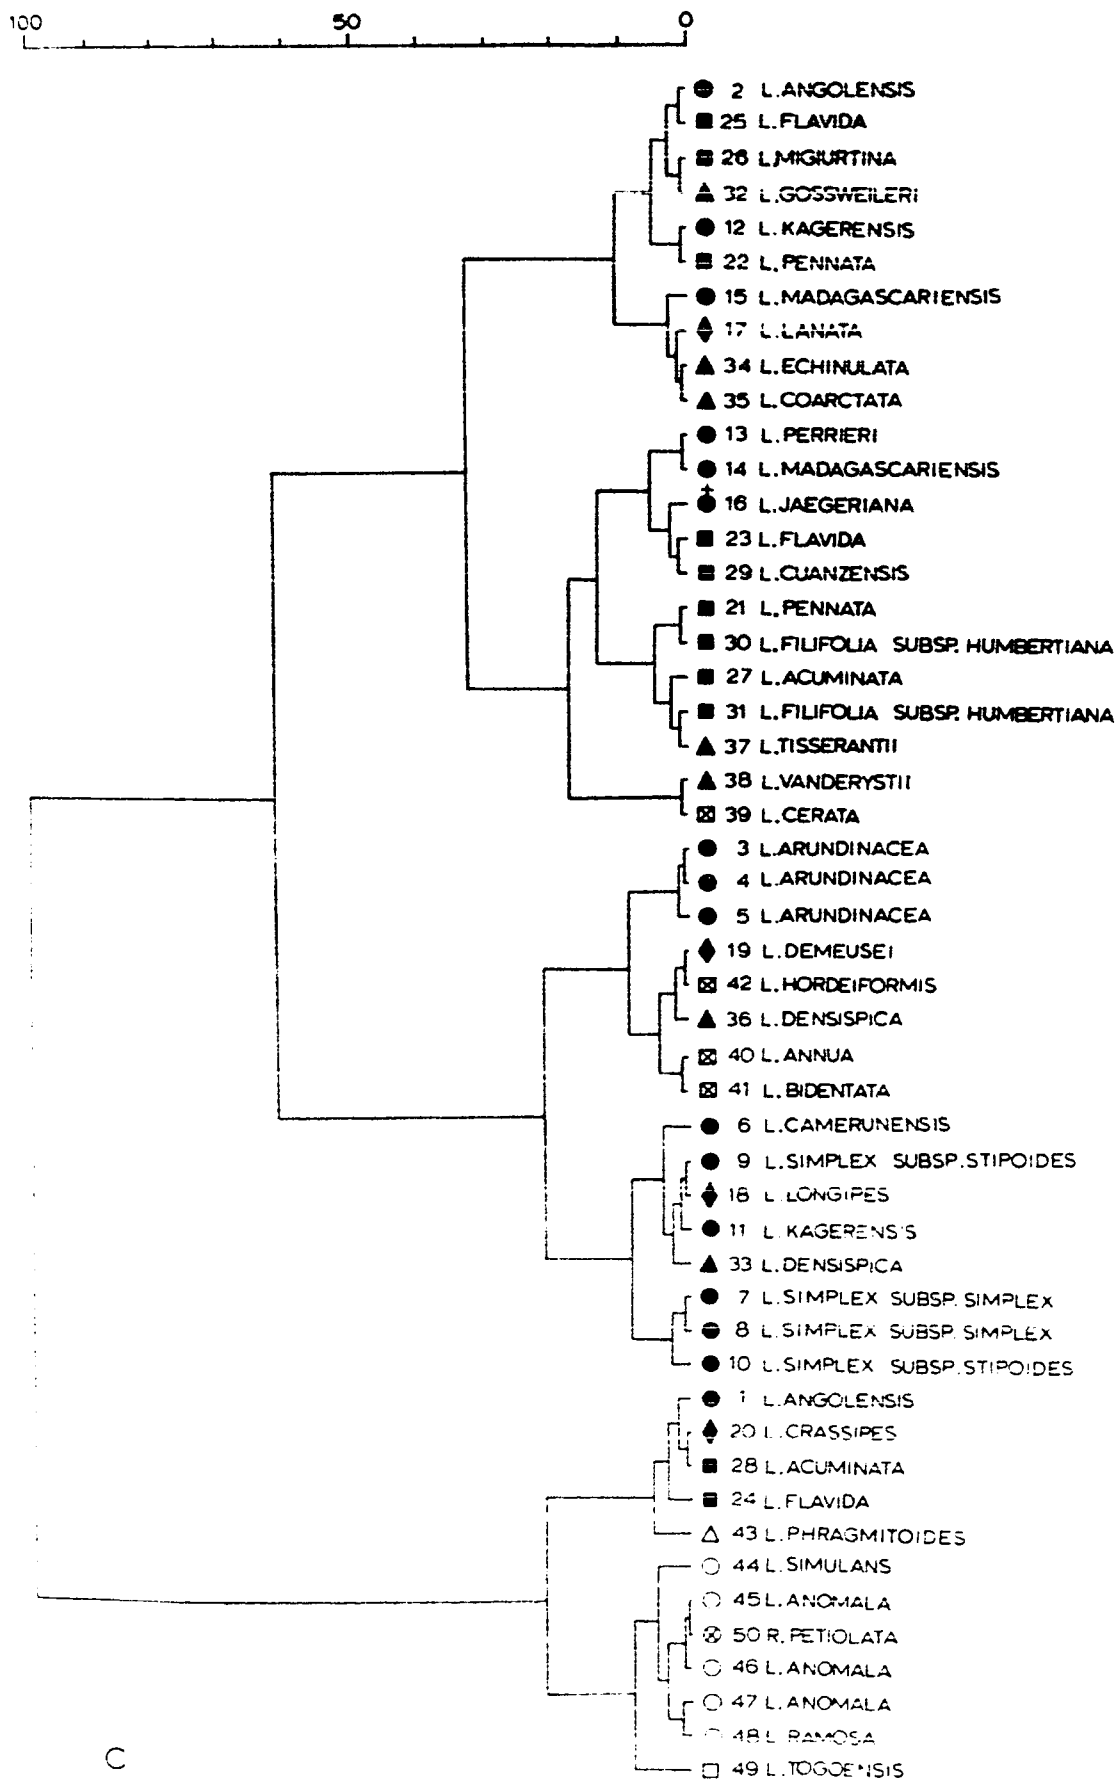 100 50 0
2 L.ANGOLENSIS
25 L.FLAVIDA
26 L.MIGIURTINA
32 L.GOSSWEILERI
12 L.KAGERENSIS
22 L.PENNATA
15 L.MADAGASCARIENSIS
17 L.LANATA
34 L.ECHINULATA
35 L.COARCTATA
13 L.PERRIERI
14 L.MADAGASCARIENSIS
16 L.JAEGERIANA
23 L.FLAVIDA
29 L.CUANZENSIS
21 L.PENNATA
30 L.FILIFOLIA SUBSP. HUMBERTIANA
27 L.ACUMINATA
31 L.FILIFOLIA SUBSP. HUMBERTIANA
37 L.TISSERANTII
38 L.VANDERYSTII
39 L.CERATA
3 L.ARUNDINACEA
4 L.ARUNDINACEA
5 L.ARUNDINACEA
19 L.DEMEUSEI
42 L.HORDEIFORMIS
36 L.DENSISPICA
40 L.ANNUA
41 L.BIDENTATA
6 L.CAMERUNENSIS
9 L.SIMPLEX SUBSP.STIPOIDES
18 L.LONGIPES
11 L.KAGERENSIS
33 L.DENSISPICA
7 L.SIMPLEX SUBSP. SIMPLEX
8 L.SIMPLEX SUBSP. SIMPLEX
10 L.SIMPLEX SUBSP.STIPOIDES
1 L.ANGOLENSIS
20 L.CRASSIPES
28 L.ACUMINATA
24 L.FLAVIDA
43 L.PHRAGMITOIDES
44 L.SIMULANS
45 L.ANOMALA
50 R.PETIOLATA
46 L.ANOMALA
47 L.ANOMALA
48 L RAMOSA
49 L.TOGOENSIS
C